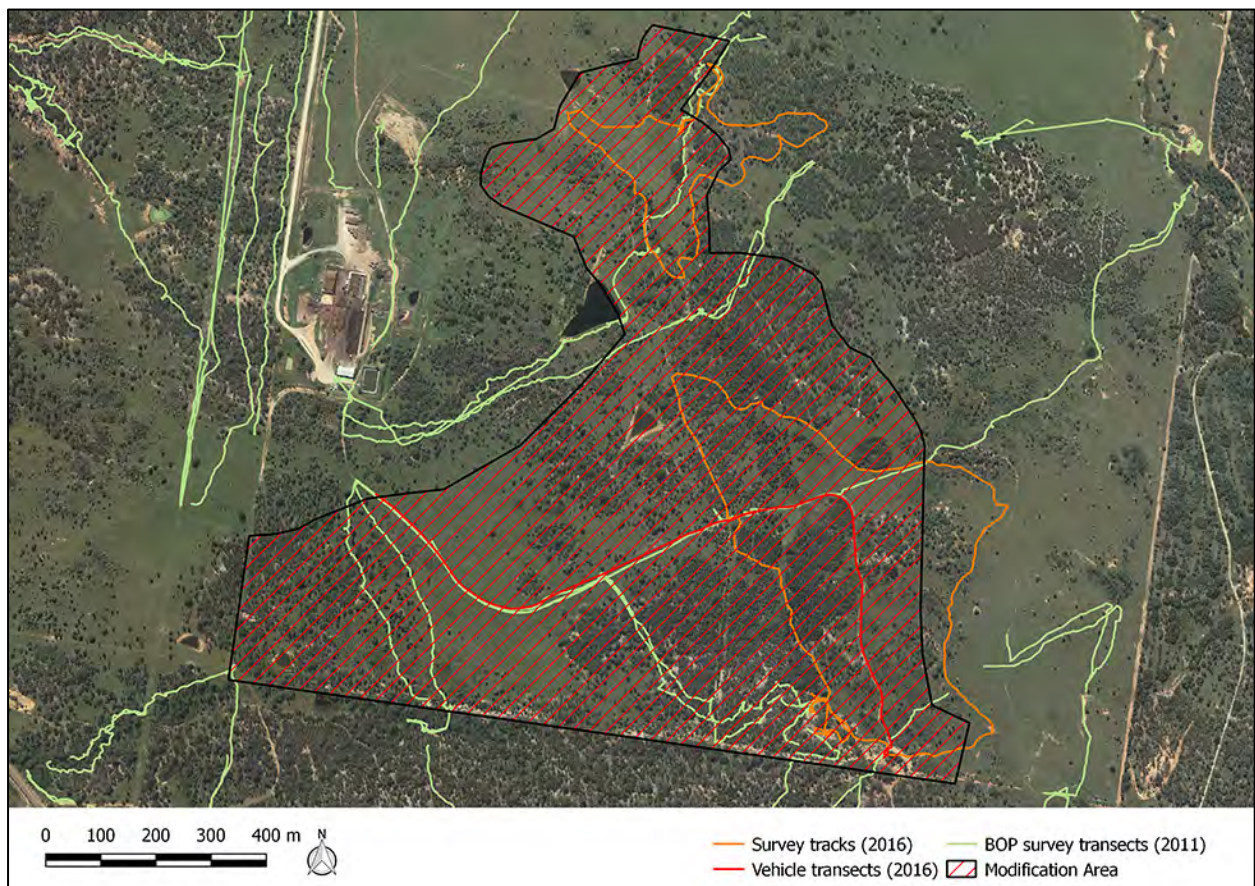 0 100 200 300 400 m
N
Survey tracks (2016)
BOP survey transects (2011)
Vehicle transects (2016)
Modification Area